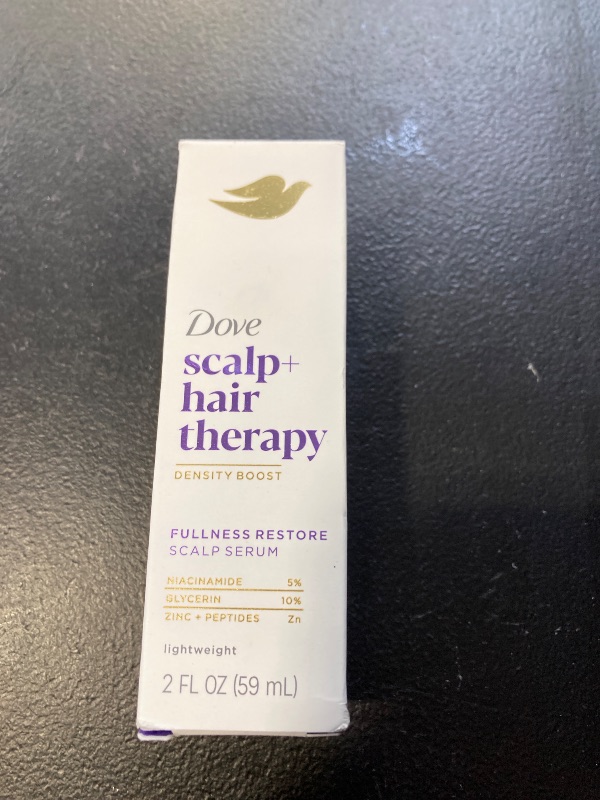 Dove
scalp+
hair
therapy
DENSITY BOOST
FULLNESS RESTORE
SCALP SERUM
NIACINAMIDE 5%
GLYCERIN 10%
ZINC + PEPTIDES Zn
lightweight
2 FL OZ (59 mL)